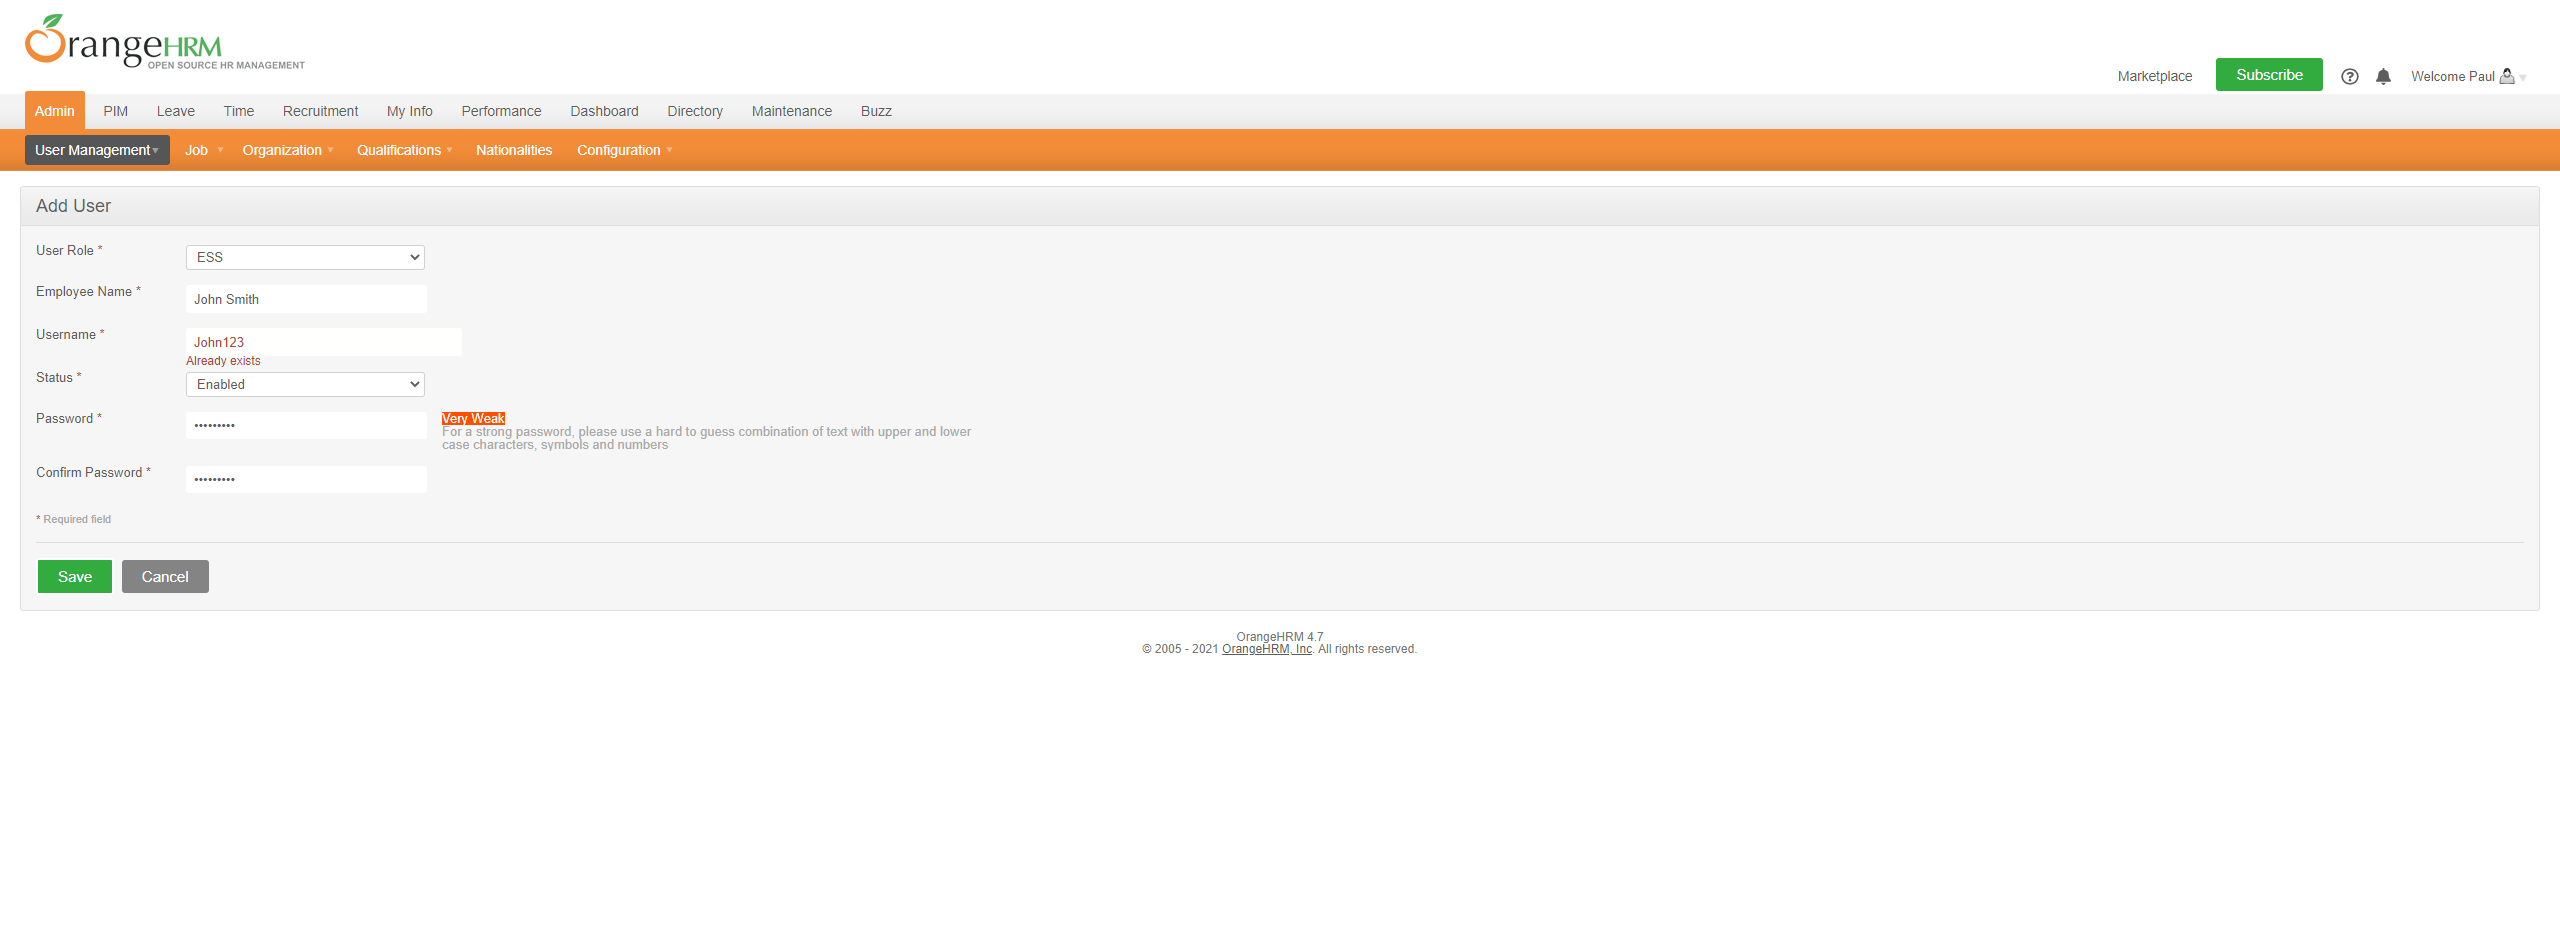 OrangeHRM
OPEN SOURCE HR MANAGEMENT
Marketplace Subscribe Welcome Paul
Admin PIM Leave Time Recruitment My Info Performance Dashboard Directory Maintenance Buzz
User Management Job Organization Qualifications Nationalities Configuration
Add User
User Role * ESS
Employee Name * John Smith
Username * John123
Already exists
Status * Enabled
Password * ••••••••• Very Weak
For a strong password, please use a hard to guess combination of text with upper and lower
case characters, symbols and numbers
Confirm Password * •••••••••
* Required field
Save Cancel
OrangeHRM 4.7
© 2005 - 2021 OrangeHRM, Inc. All rights reserved.